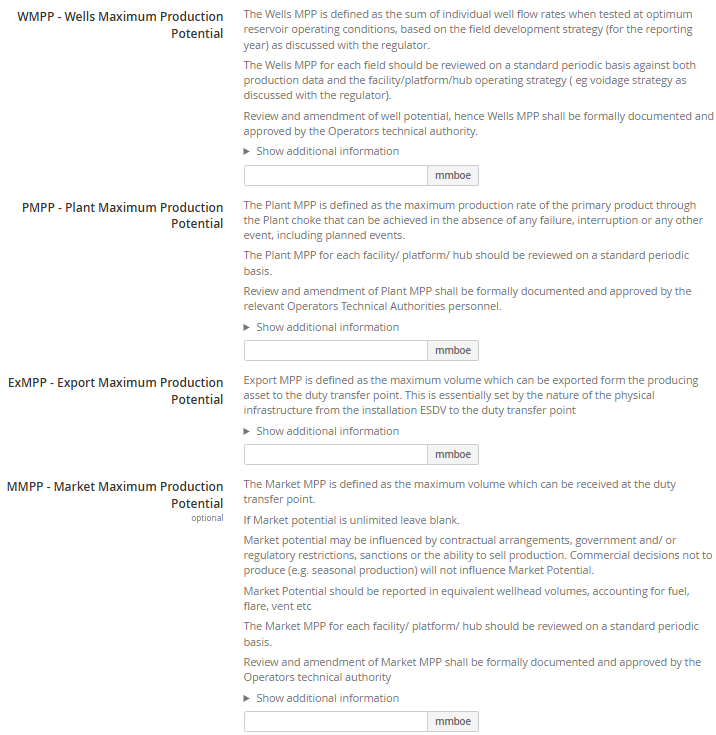 WMPP - Wells Maximum Production
Potential
The Wells MPP is defined as the sum of individual well flow rates when tested at optimum
reservoir operating conditions, based on the field development strategy (for the reporting
year) as discussed with the regulator.
The Wells MPP for each field should be reviewed on a standard periodic basis against both
production data and the facility/platform/hub operating strategy ( eg voidage strategy as
discussed with the regulator).
Review and amendment of well potential, hence Wells MPP shall be formally documented and
approved by the Operators technical authority.
► Show additional information
mmboe
PMPP - Plant Maximum Production
Potential
The Plant MPP is defined as the maximum production rate of the primary product through
the Plant choke that can be achieved in the absence of any failure, interruption or any other
event, including planned events.
The Plant MPP for each facility/ platform/ hub should be reviewed on a standard periodic
basis.
Review and amendment of Plant MPP shall be formally documented and approved by the
relevant Operators Technical Authorities personnel.
► Show additional information
mmboe
ExMPP - Export Maximum Production
Potential
Export MPP is defined as the maximum volume which can be exported form the producing
asset to the duty transfer point. This is essentially set by the nature of the physical
infrastructure from the installation ESDV to the duty transfer point
► Show additional information
mmboe
MMPP - Market Maximum Production
Potential
optional
The Market MPP is defined as the maximum volume which can be received at the duty
transfer point.
If Market potential is unlimited leave blank.
Market potential may be influenced by contractual arrangements, government and/ or
regulatory restrictions, sanctions or the ability to sell production. Commercial decisions not to
produce (e.g. seasonal production) will not influence Market Potential.
Market Potential should be reported in equivalent wellhead volumes, accounting for fuel,
flare, vent etc
The Market MPP for each facility/ platform/ hub should be reviewed on a standard periodic
basis.
Review and amendment of Market MPP shall be formally documented and approved by the
Operators technical authority
► Show additional information
mmboe